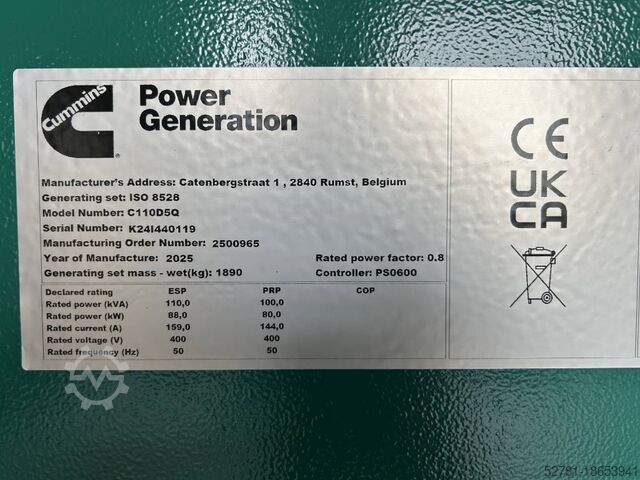 Cummins
Power
Generation
Manufacturer's Address: Catenbergstraat 1 , 2840 Rumst, Belgium
Generating set: ISO 8528
Model Number: C110D5Q
Serial Number: K24I440119
Manufacturing Order Number: 2500965
Year of Manufacture: 2025 Rated power factor: 0.8
Generating set mass - wet(kg): 1890 Controller: PS0600
Declared rating ESP PRP COP
Rated power (kVA) 110,0 100,0
Rated power (kW) 88,0 80,0
Rated current (A) 159,0 144,0
Rated voltage (V) 400 400
Rated frequency (Hz) 50 50
CE
UK
CA
52781-18653941